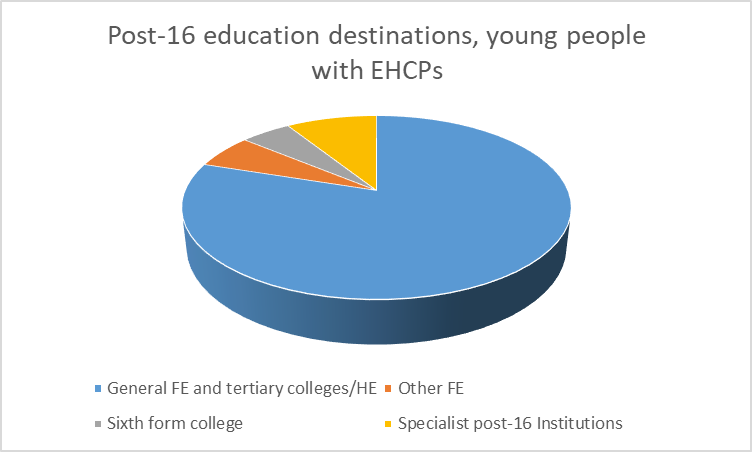 Post-16 education destinations, young people
with EHCPs
General FE and tertiary colleges/HE
Other FE
Sixth form college
Specialist post-16 Institutions